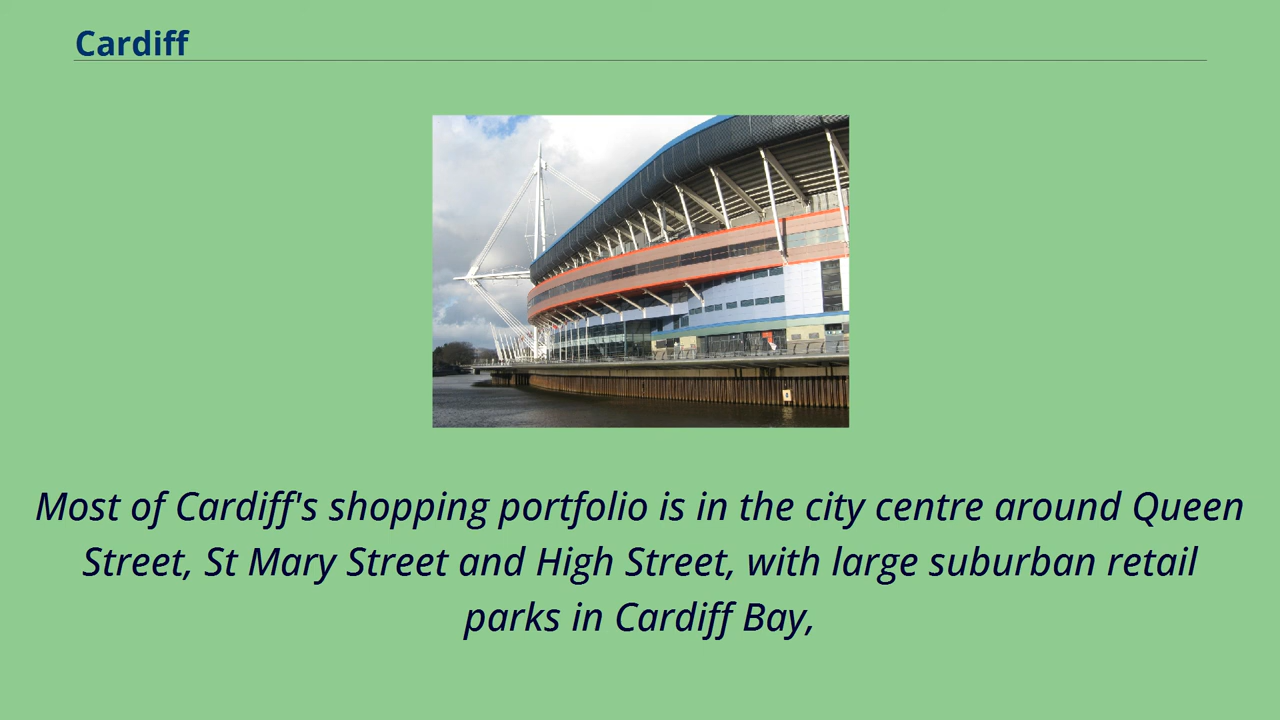 Cardiff
Most of Cardiff's shopping portfolio is in the city centre around Queen
Street, St Mary Street and High Street, with large suburban retail
parks in Cardiff Bay,